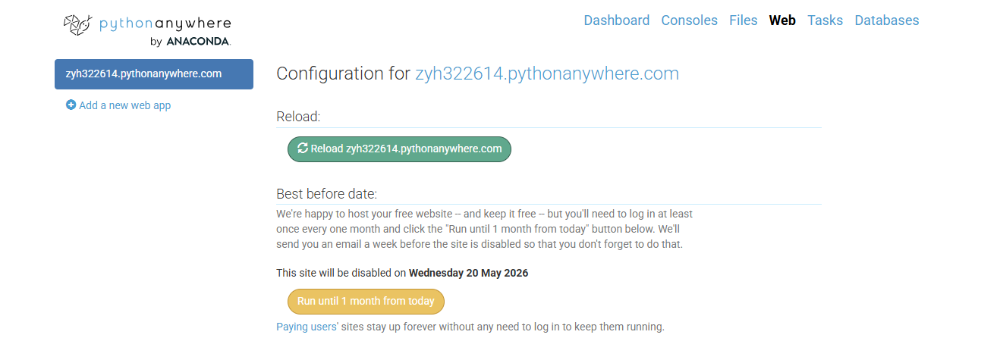 pythonanywhere
by ANACONDA.
Dashboard Consoles Files Web Tasks Databases
zyh322614.pythonanywhere.com
Add a new web app
Configuration for zyh322614.pythonanywhere.com
Reload:
Reload zyh322614.pythonanywhere.com
Best before date:
We're happy to host your free website -- and keep it free -- but you'll need to log in at least
once every one month and click the "Run until 1 month from today" button below. We'll
send you an email a week before the site is disabled so that you don't forget to do that.
This site will be disabled on Wednesday 20 May 2026
Run until 1 month from today
Paying users' sites stay up forever without any need to log in to keep them running.